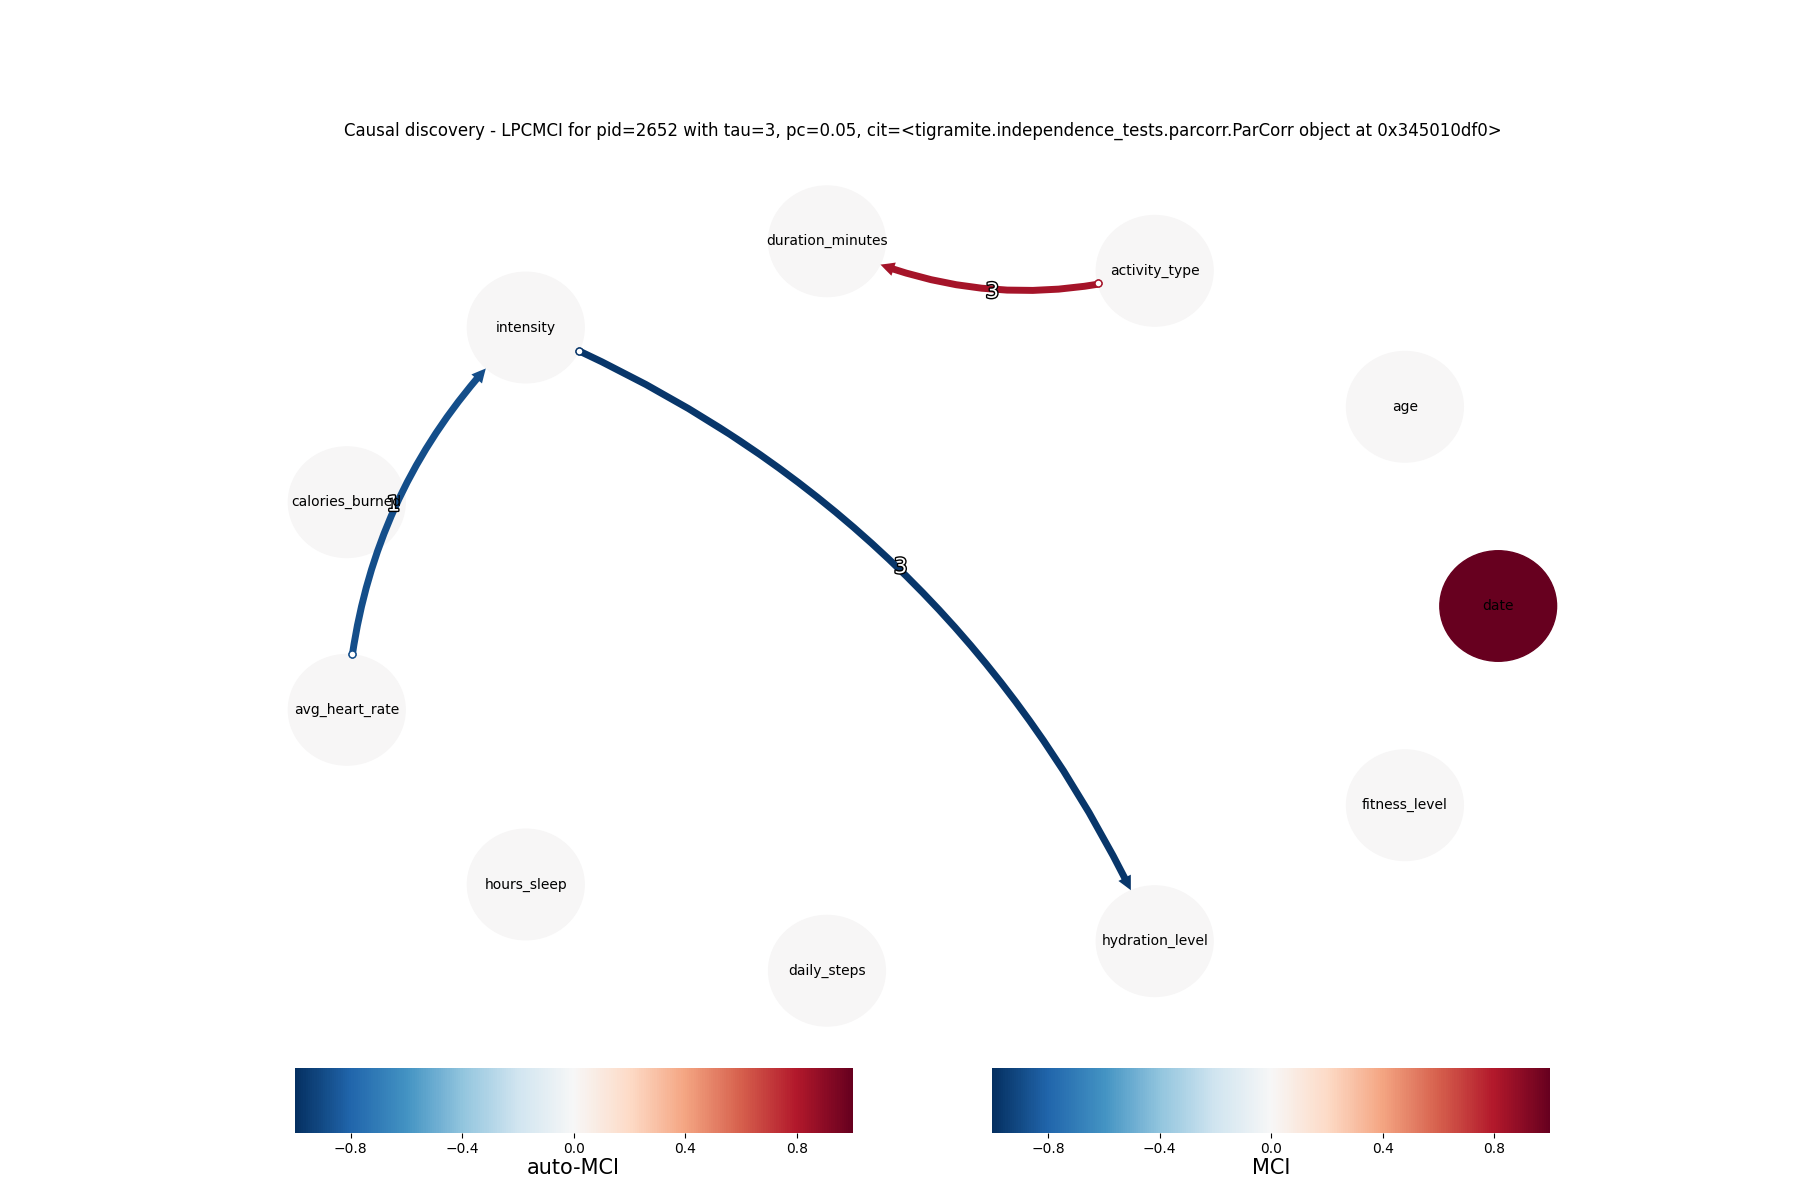 Causal discovery - LPCMCI for pid=2652 with tau=3, pc=0.05, cit=<tigramite.independence_tests.parcorr.ParCorr object at 0x345010df0>
duration_minutes
activity_type
3
intensity
age
calories_burned
1
3
date
avg_heart_rate
fitness_level
hours_sleep
hydration_level
daily_steps
−0.8 −0.4 0.0 0.4 0.8
auto-MCI
−0.8 −0.4 0.0 0.4 0.8
MCI